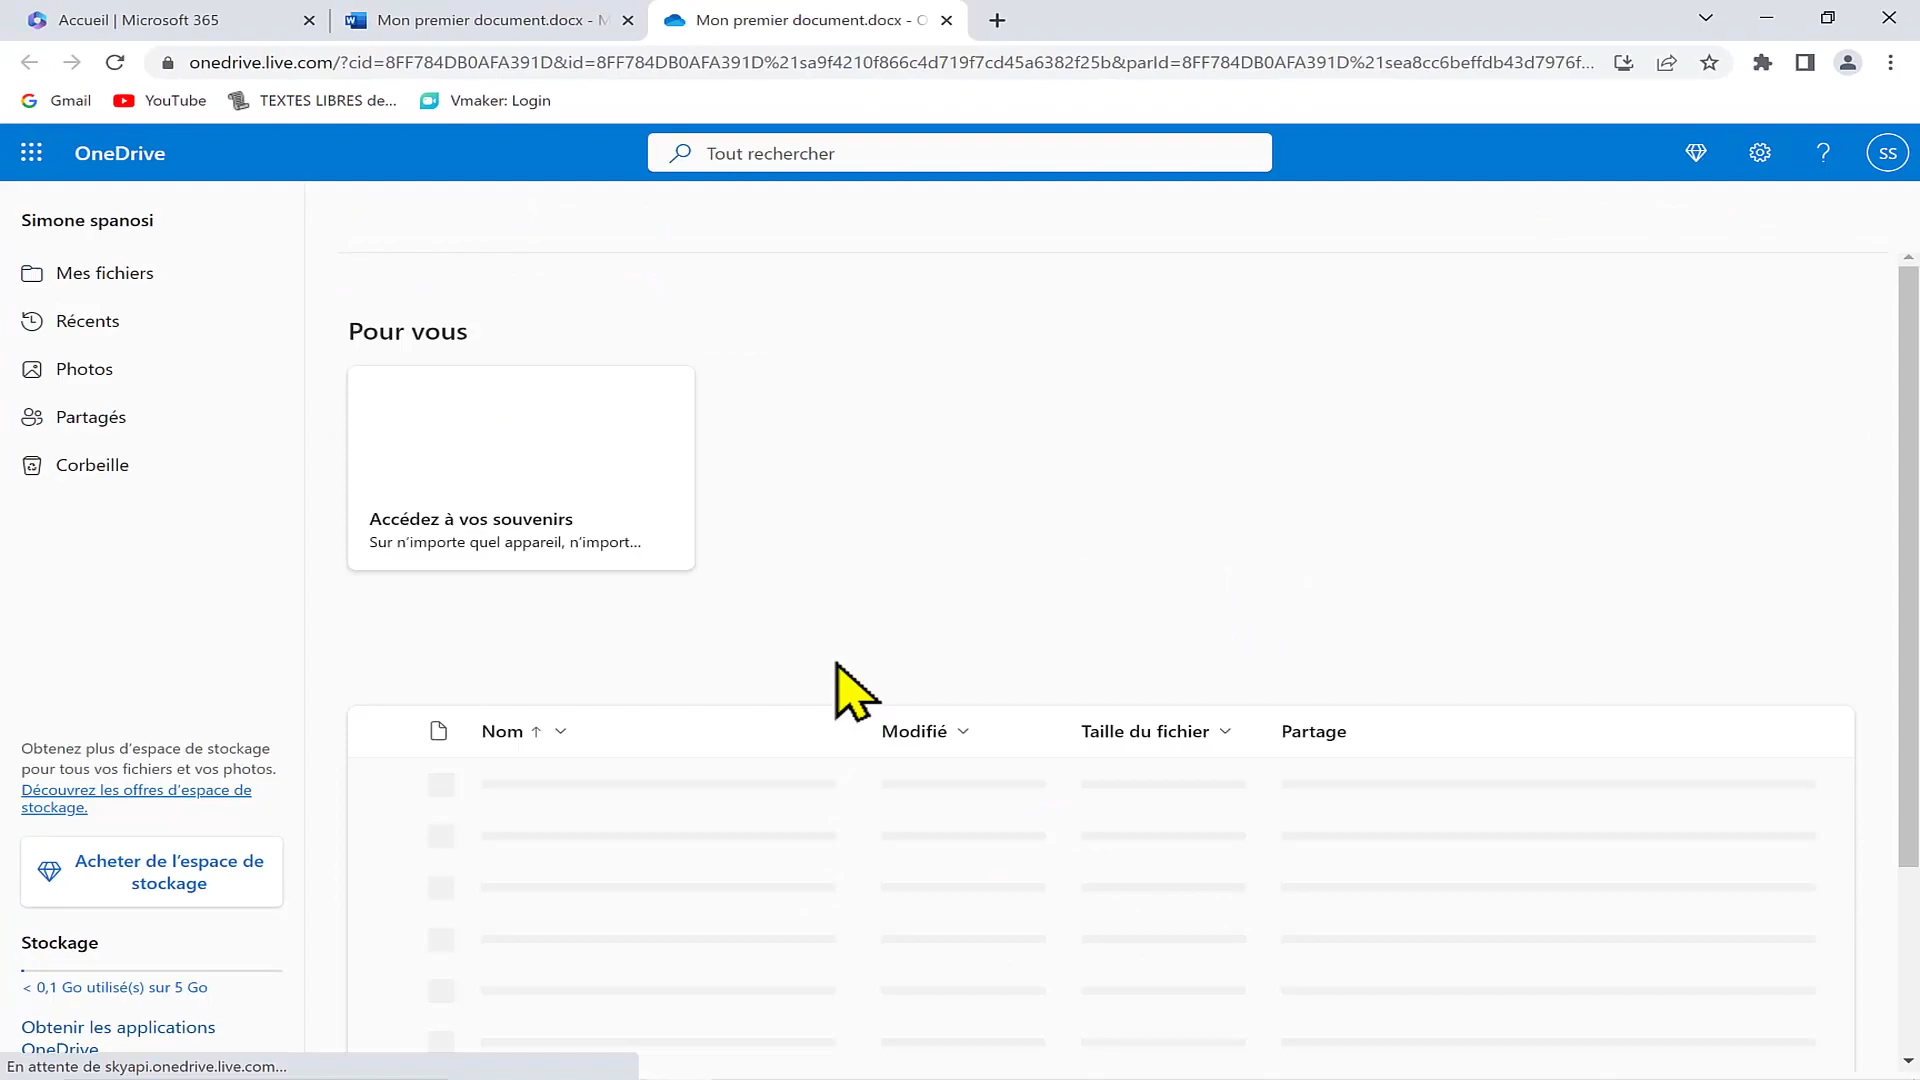 Accueil | Microsoft 365
Mon premier document.docx - M
Mon premier document.docx - O
onedrive.live.com/?cid=8FF784DB0AFA391D&id=8FF784DB0AFA391D%21sa9f4210f866c4d719f7cd45a6382f25b&parId=8FF784DB0AFA391D%21sea8cc6beffdb43d7976f...
Gmail
YouTube
TEXTES LIBRES de...
Vmaker: Login
OneDrive
Tout rechercher
?
SS
Simone spanosi
Mes fichiers
Récents
Photos
Partagés
Corbeille
Pour vous
Accédez à vos souvenirs
Sur n'importe quel appareil, n'import...
Nom
Modifié
Taille du fichier
Partage
Obtenez plus d'espace de stockage
pour tous vos fichiers et vos photos.
Découvrez les offres d'espace de
stockage.
Acheter de l'espace de
stockage
Stockage
< 0,1 Go utilisé(s) sur 5 Go
Obtenir les applications
OneDrive
En attente de skyapi.onedrive.live.com...